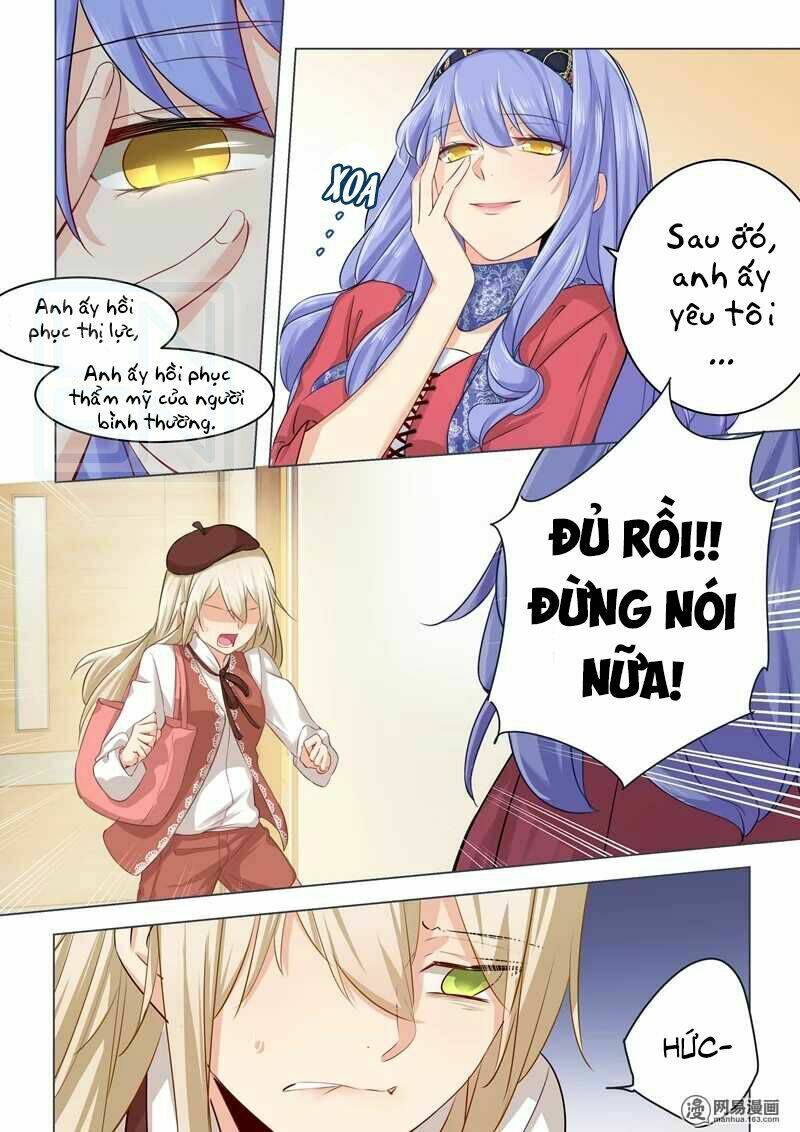 Anh ấy hồi
phục thị lực,
Anh ấy hồi phục
thẩm mỹ của người
bình thường.
XOA
...
Sau đó,
anh ấy
yêu tôi
...
ĐỦ RỒI!!
ĐỪNG NÓI
NỮA!
HỨC-
漫 网易漫画
manhua.163.com